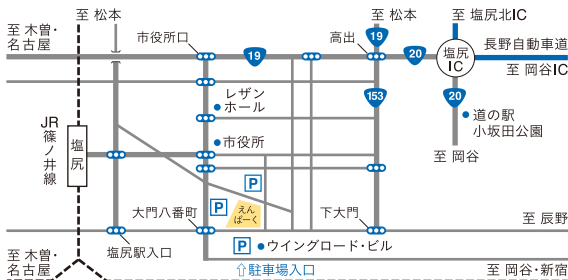 至 木曽・
名古屋
至 松本
市役所口
19
至 松本
19
高出
20
至 塩尻北IC
塩尻
IC
長野自動車道
至 岡谷IC
153
20
道の駅
小坂田公園
至 岡谷
レザン
ホール
市役所
JR
篠ノ井線
塩尻
P
P
えん
ぱーく
大門八番町
下大門
至 辰野
塩尻駅入口
P
ウイングロード・ビル
至 木曽・
名古屋
⇧駐車場入口
至 岡谷・新宿